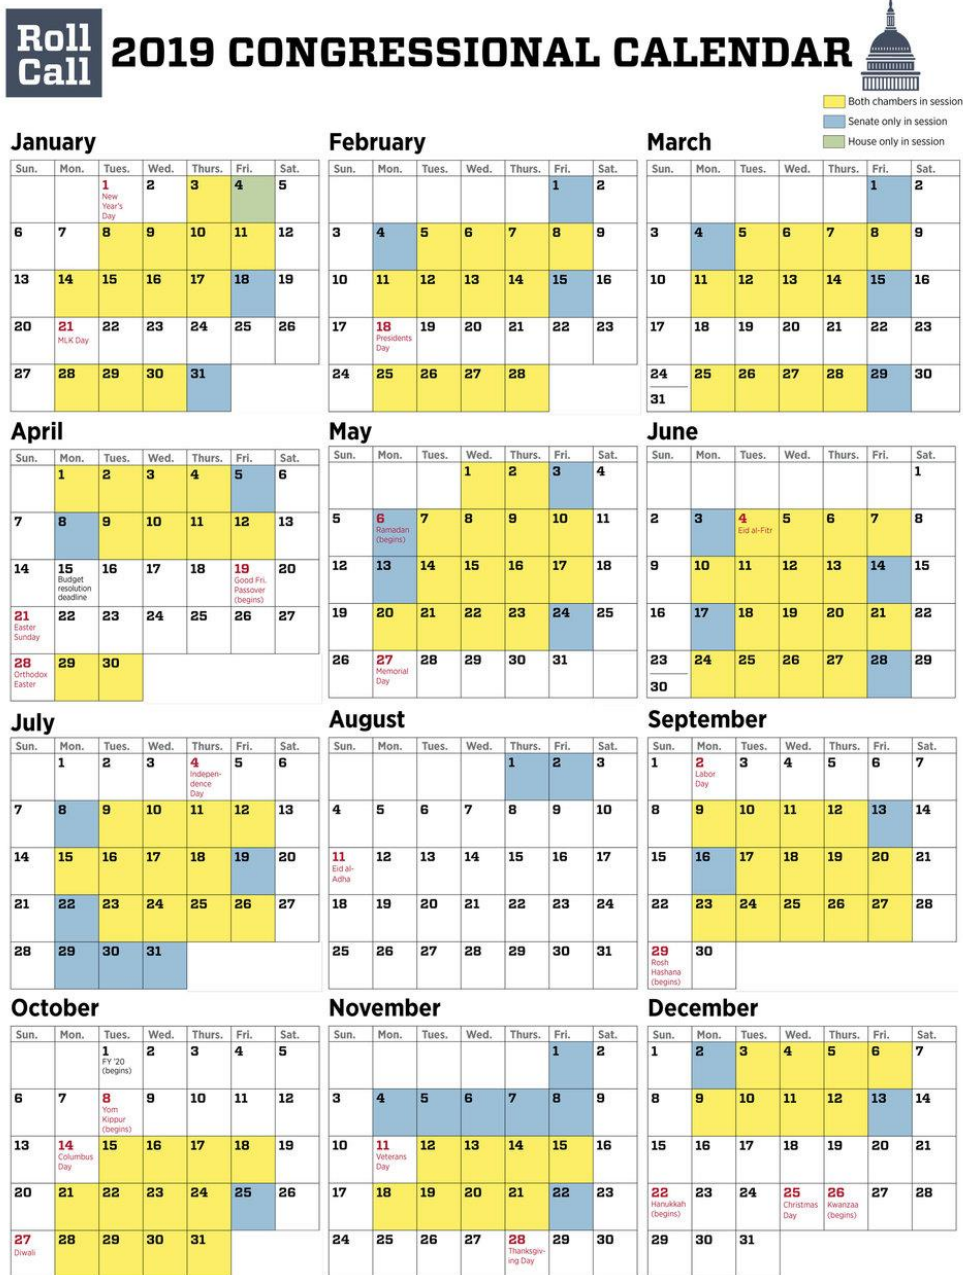 Roll
Call
2019 CONGRESSIONAL CALENDAR
Both chambers in session
Senate only in session
House only in session
January
Sun. Mon. Tues. Wed. Thurs. Fri. Sat.
1 2 3 4 5
New
Year's
Day
6 7 8 9 10 11 12
13 14 15 16 17 18 19
20 21 22 23 24 25 26
MLK Day
27 28 29 30 31
February
Sun. Mon. Tues. Wed. Thurs. Fri. Sat.
1 2
3 4 5 6 7 8 9
10 11 12 13 14 15 16
17 18 19 20 21 22 23
Presidents
Day
24 25 26 27 28
March
Sun. Mon. Tues. Wed. Thurs. Fri. Sat.
1 2
3 4 5 6 7 8 9
10 11 12 13 14 15 16
17 18 19 20 21 22 23
24 25 26 27 28 29 30
31
April
Sun. Mon. Tues. Wed. Thurs. Fri. Sat.
1 2 3 4 5 6
7 8 9 10 11 12 13
14 15 16 17 18 19 20
Budget
resolution
deadline
Good Fri.
Passover
(begins)
21 22 23 24 25 26 27
Easter
Sunday
28 29 30
Orthodox
Easter
May
Sun. Mon. Tues. Wed. Thurs. Fri. Sat.
1 2 3 4
5 6 7 8 9 10 11
Ramadan
(begins)
12 13 14 15 16 17 18
19 20 21 22 23 24 25
26 27 28 29 30 31
Memorial
Day
June
Sun. Mon. Tues. Wed. Thurs. Fri. Sat.
1
2 3 4 5 6 7 8
Eid al-Fitr
9 10 11 12 13 14 15
16 17 18 19 20 21 22
23 24 25 26 27 28 29
30
July
Sun. Mon. Tues. Wed. Thurs. Fri. Sat.
1 2 3 4 5 6
Indepen-
dence
Day
7 8 9 10 11 12 13
14 15 16 17 18 19 20
21 22 23 24 25 26 27
28 29 30 31
August
Sun. Mon. Tues. Wed. Thurs. Fri. Sat.
1 2 3
4 5 6 7 8 9 10
11 12 13 14 15 16 17
Eid al-
Adha
18 19 20 21 22 23 24
25 26 27 28 29 30 31
September
Sun. Mon. Tues. Wed. Thurs. Fri. Sat.
1 2 3 4 5 6 7
Labor
Day
8 9 10 11 12 13 14
15 16 17 18 19 20 21
22 23 24 25 26 27 28
29 30
Rosh
Hashana
(begins)
October
Sun. Mon. Tues. Wed. Thurs. Fri. Sat.
1 2 3 4 5
FY '20
(begins)
6 7 8 9 10 11 12
Yom
Kippur
(begins)
13 14 15 16 17 18 19
Columbus
Day
20 21 22 23 24 25 26
27 28 29 30 31
Diwali
November
Sun. Mon. Tues. Wed. Thurs. Fri. Sat.
1 2
3 4 5 6 7 8 9
10 11 12 13 14 15 16
Veterans
Day
17 18 19 20 21 22 23
24 25 26 27 28 29 30
Thanksgiv-
ing Day
December
Sun. Mon. Tues. Wed. Thurs. Fri. Sat.
1 2 3 4 5 6 7
8 9 10 11 12 13 14
15 16 17 18 19 20 21
22 23 24 25 26 27 28
Hanukkah
(begins)
Christmas
Day
Kwanzaa
(begins)
29 30 31